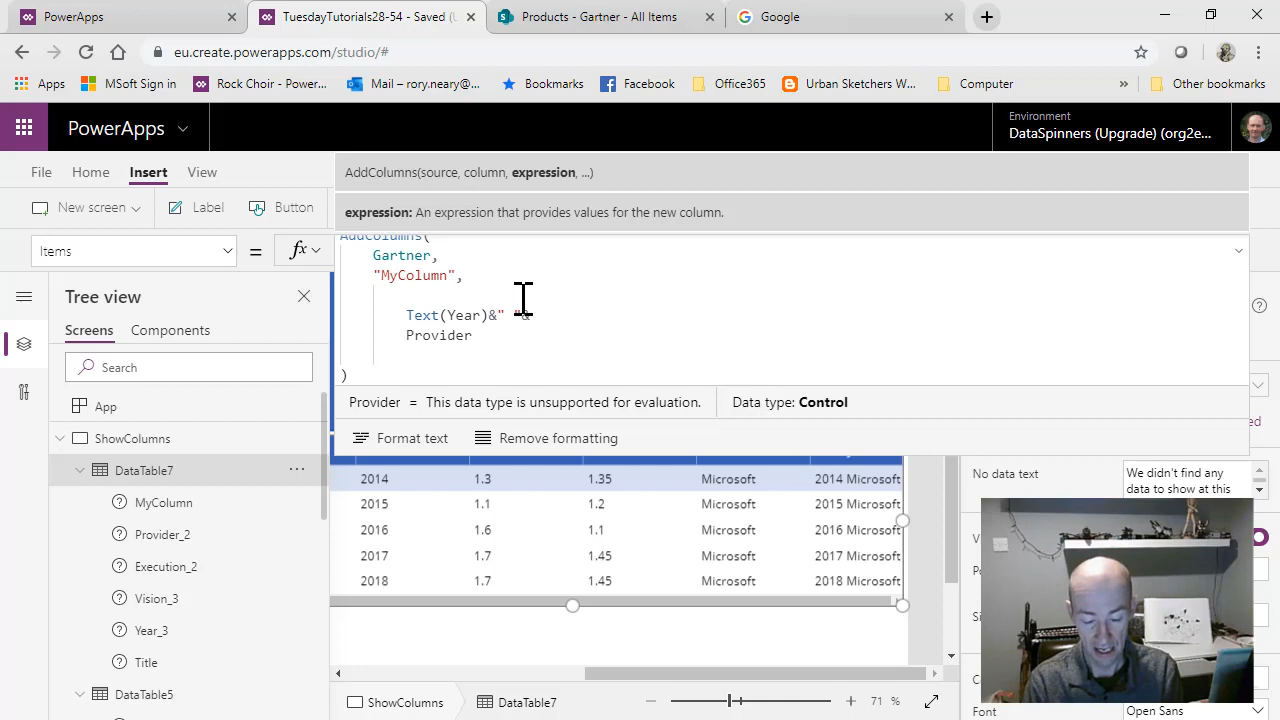 PowerApps
TuesdayTutorials28-54 - Saved (U
Products - Gartner - All Items
Google
eu.create.powerapps.com/studio/#
Apps
MSoft Sign in
Rock Choir - Power...
Mail – rory.neary@...
Bookmarks
Facebook
Office365
Urban Sketchers W...
Computer
Other bookmarks
PowerApps
Environment
DataSpinners (Upgrade) (org2e...
File
Home
Insert
View
AddColumns(source, column, expression, ...)
New screen
Label
Button
expression: An expression that provides values for the new column.
Items
=
fx
AddColumns(
Gartner,
"MyColumn",
Text(Year)&" "&
Provider
)
Provider = This data type is unsupported for evaluation.
Data type: Control
Format text
Remove formatting
Tree view
Screens
Components
Search
App
ShowColumns
DataTable7
MyColumn
Provider_2
Execution_2
Vision_3
Year_3
Title
DataTable5
2014 1.3 1.35 Microsoft 2014 Microsoft
2015 1.1 1.2 Microsoft 2015 Microsoft
2016 1.6 1.1 Microsoft 2016 Microsoft
2017 1.7 1.45 Microsoft 2017 Microsoft
2018 1.7 1.45 Microsoft 2018 Microsoft
No data text
We didn't find any
data to show at this
Font
Open Sans
ShowColumns
DataTable7
71 %